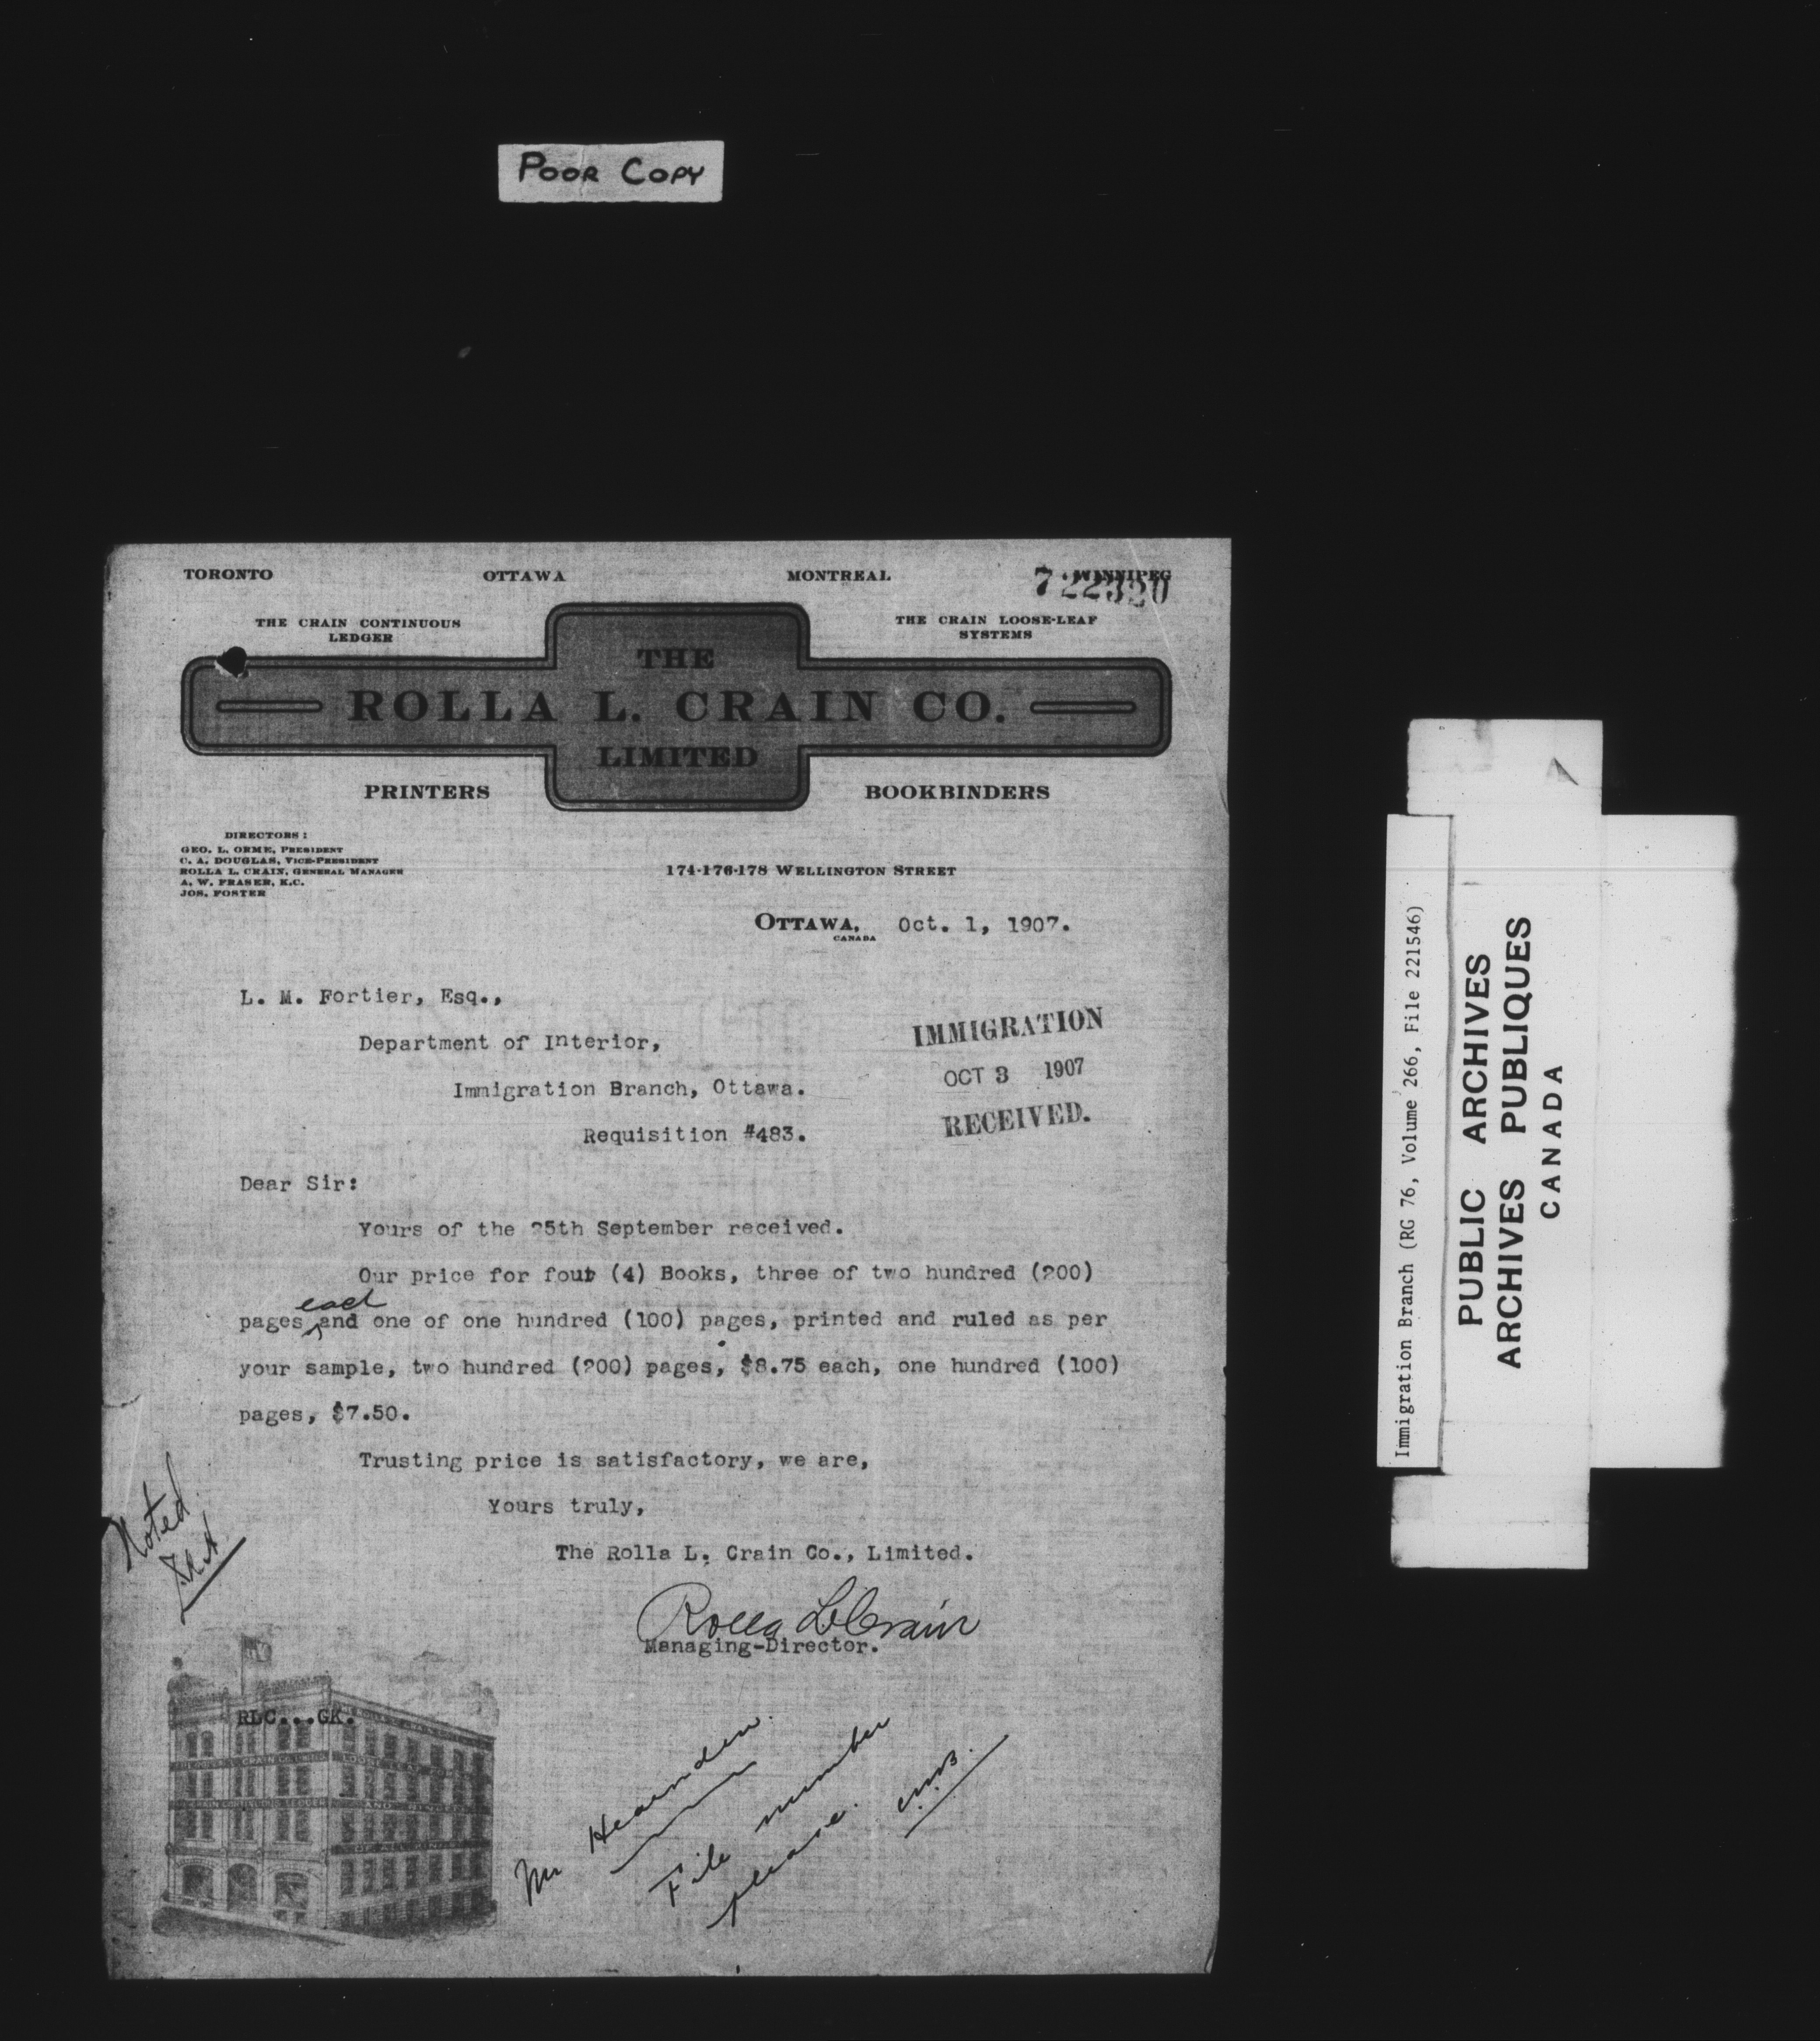 POOR COPY
TORONTO OTTAWA MONTREAL WINNIPEG
722320
THE CRAIN CONTINUOUS
LEDGER
THE CRAIN LOOSE-LEAF
SYSTEMS
THE
ROLLA L. CRAIN CO.
LIMITED
PRINTERS BOOKBINDERS
DIRECTORS:
GEO. L. ORME, PRESIDENT
C. A. DOUGLAS, VICE-PRESIDENT
ROLLA L. CRAIN, GENERAL MANAGER
A. W. FRASER, K.C.
JOS. FOSTER
174-176-178 WELLINGTON STREET
OTTAWA, Oct. 1, 1907.
CANADA
L. M. Fortier, Esq.,
Department of Interior,
Immigration Branch, Ottawa.
Requisition #483.
IMMIGRATION
OCT 3 1907
RECEIVED.
Dear Sir:
Yours of the 25th September received.
Our price for four (4) Books, three of two hundred (200)
pages each and one of one hundred (100) pages, printed and ruled as per
your sample, two hundred (200) pages, $8.75 each, one hundred (100)
pages, $7.50.
Trusting price is satisfactory, we are,
Yours truly,
The Rolla L. Crain Co., Limited.
Rolla L. Crain
Managing-Director.
Noted
RLC...GK.
Mr Hearnden.
File number
please.
Immigration Branch (RG 76, Volume 266, File 221546)
PUBLIC ARCHIVES
ARCHIVES PUBLIQUES
CANADA